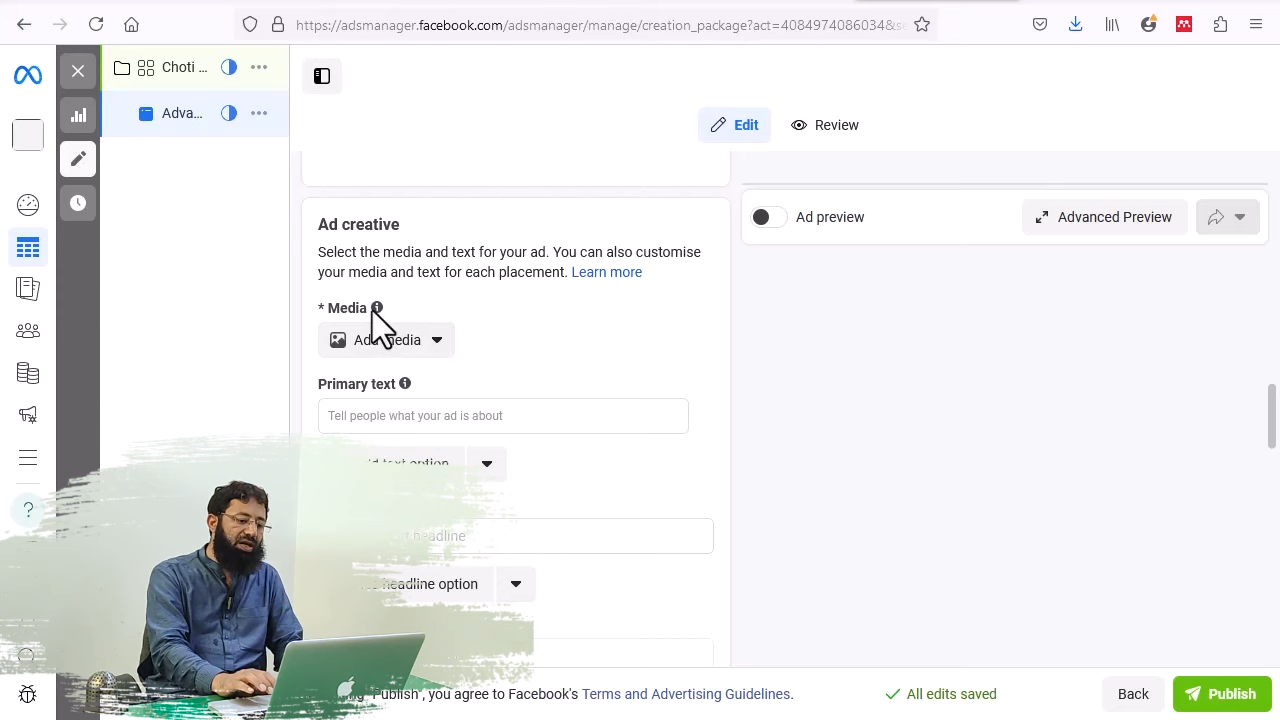 https://adsmanager.facebook.com/adsmanager/manage/creation_package?act=408497408603​4&s
Choti ...
Adva...
Edit
Review
Ad creative
Select the media and text for your ad. You can also customise
your media and text for each placement. Learn more
* Media
Ad media
Ad preview
Advanced Preview
Primary text
Tell people what your ad is about
text option
headline
headline option
Publish', you agree to Facebook's Terms and Advertising Guidelines.
All edits saved
Back
Publish